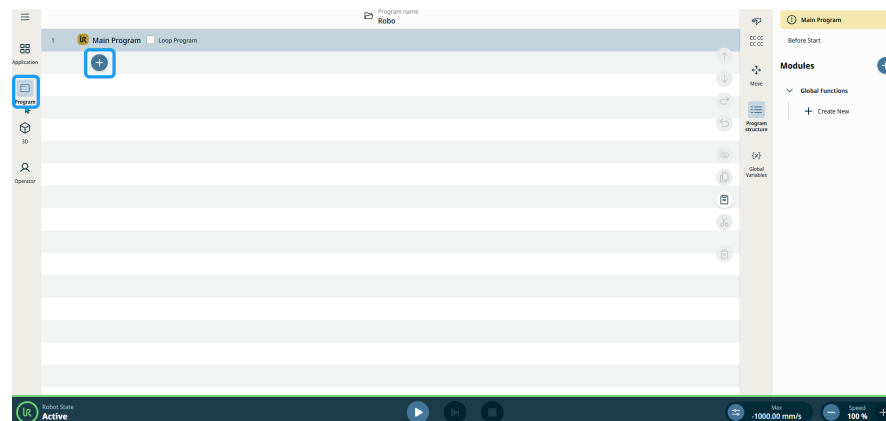 Program name
Robo
1 Main Program Loop Program
Application
Program
3D
Operator
CC CC
CC CC
Move
Program
structure
{x}
Global
Variables
Main Program
Before Start
Modules
Global Functions
Create New
Robot State
Active
Max
-1000.00 mm/s
Speed
100 %